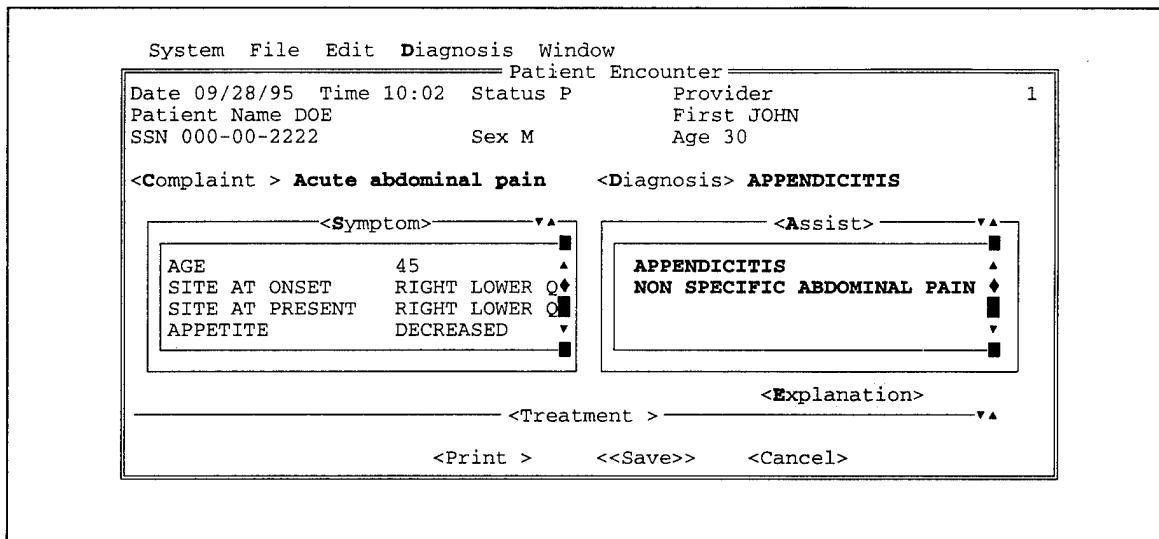 System File Edit Diagnosis Window
Patient Encounter
Date 09/28/95 Time 10:02 Status P Provider 1
Patient Name DOE First JOHN
SSN 000-00-2222 Sex M Age 30
<Complaint > Acute abdominal pain <Diagnosis> APPENDICITIS
<Symptom>
AGE 45
SITE AT ONSET RIGHT LOWER Q
SITE AT PRESENT RIGHT LOWER Q
APPETITE DECREASED
<Assist>
APPENDICITIS
NON SPECIFIC ABDOMINAL PAIN
<Explanation>
<Treatment >
<Print > <<Save>> <Cancel>